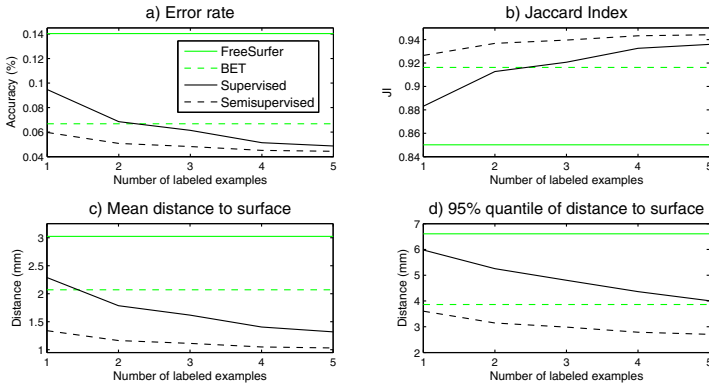 a) Error rate
0.14
0.12
0.1
0.08
0.06
0.04
Accuracy (%)
FreeSurfer
BET
Supervised
Semisupervised
1 2 3 4 5
Number of labeled examples
b) Jaccard Index
0.94
0.92
0.9
0.88
0.86
0.84
JI
1 2 3 4 5
Number of labeled examples
c) Mean distance to surface
3
2.5
2
1.5
1
Distance (mm)
1 2 3 4 5
Number of labeled examples
d) 95% quantile of distance to surface
7
6
5
4
3
2
Distance (mm)
1 2 3 4 5
Number of labeled examples